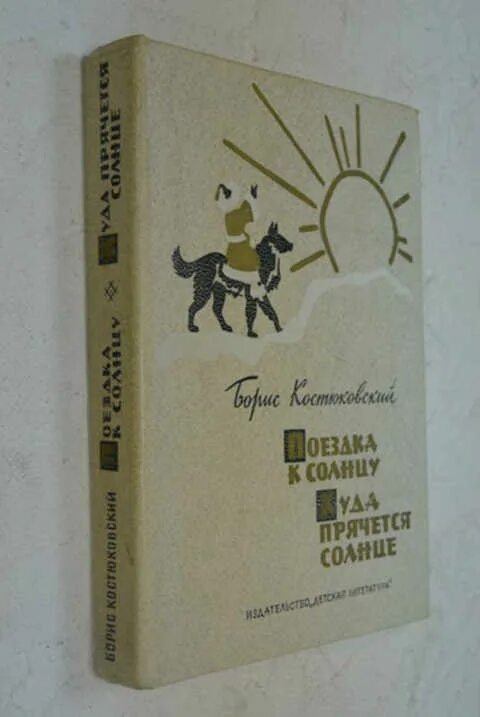 Борис Костюковский
Поездка
к солнцу
Куда
прячется
солнце
ИЗДАТЕЛЬСТВО „ДЕТСКАЯ ЛИТЕРАТУРА"
БОРИС КОСТЮКОВСКИЙ
Поездка
к солнцу
Куда прячется
солнце